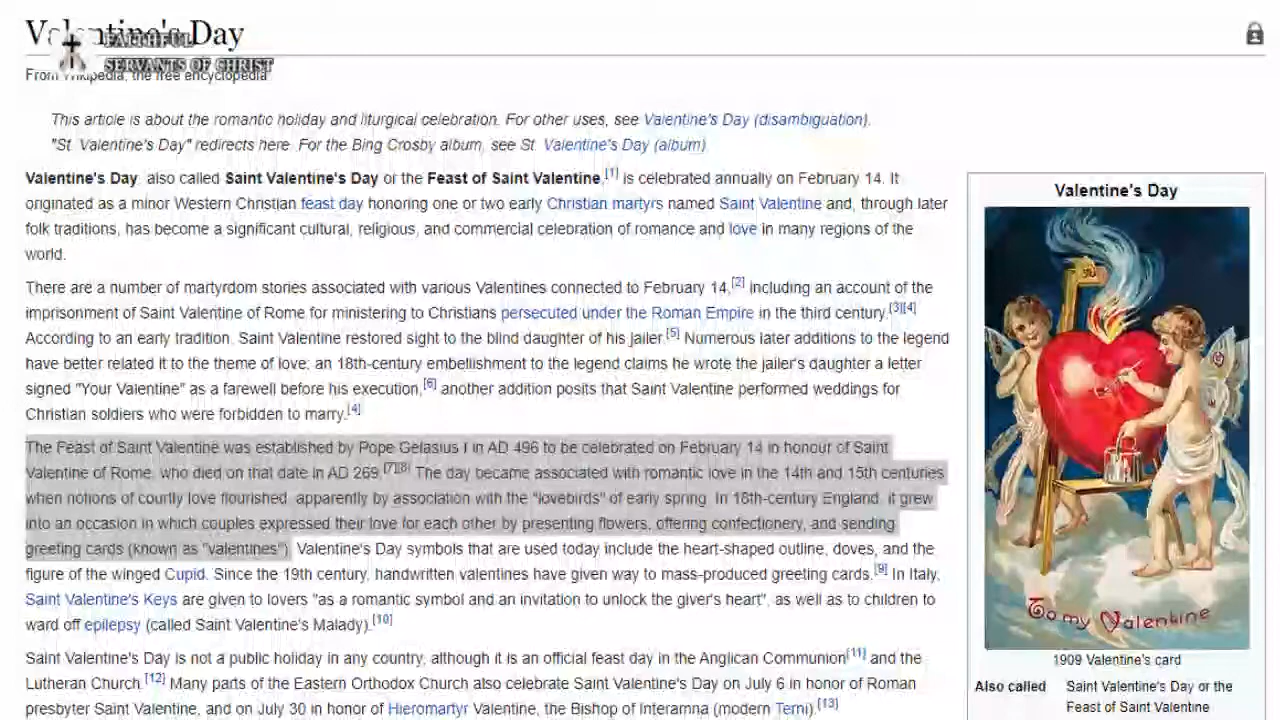 Valentine's Day
FAITHFUL
SERVANTS OF CHRIST
From Wikipedia, the free encyclopedia
This article is about the romantic holiday and liturgical celebration. For other uses, see Valentine's Day (disambiguation).
"St. Valentine's Day" redirects here. For the Bing Crosby album, see St. Valentine's Day (album)
Valentine's Day, also called Saint Valentine's Day or the Feast of Saint Valentine,[1] is celebrated annually on February 14. It
originated as a minor Western Christian feast day honoring one or two early Christian martyrs named Saint Valentine and, through later
folk traditions, has become a significant cultural, religious, and commercial celebration of romance and love in many regions of the
world.
There are a number of martyrdom stories associated with various Valentines connected to February 14,[2] including an account of the
imprisonment of Saint Valentine of Rome for ministering to Christians persecuted under the Roman Empire in the third century.[3][4]
According to an early tradition, Saint Valentine restored sight to the blind daughter of his jailer.[5] Numerous later additions to the legend
have better related it to the theme of love: an 18th-century embellishment to the legend claims he wrote the jailer's daughter a letter
signed "Your Valentine" as a farewell before his execution;[6] another addition posits that Saint Valentine performed weddings for
Christian soldiers who were forbidden to marry.[4]
The Feast of Saint Valentine was established by Pope Gelasius I in AD 496 to be celebrated on February 14 in honour of Saint
Valentine of Rome, who died on that date in AD 269.[7][8] The day became associated with romantic love in the 14th and 15th centuries
when notions of courtly love flourished, apparently by association with the "lovebirds" of early spring. In 18th-century England, it grew
into an occasion in which couples expressed their love for each other by presenting flowers, offering confectionery, and sending
greeting cards (known as "valentines"). Valentine's Day symbols that are used today include the heart-shaped outline, doves, and the
figure of the winged Cupid. Since the 19th century, handwritten valentines have given way to mass-produced greeting cards.[9] In Italy,
Saint Valentine's Keys are given to lovers "as a romantic symbol and an invitation to unlock the giver's heart", as well as to children to
ward off epilepsy (called Saint Valentine's Malady).[10]
Saint Valentine's Day is not a public holiday in any country, although it is an official feast day in the Anglican Communion[11] and the
Lutheran Church.[12] Many parts of the Eastern Orthodox Church also celebrate Saint Valentine's Day on July 6 in honor of Roman
presbyter Saint Valentine, and on July 30 in honor of Hieromartyr Valentine, the Bishop of Interamna (modern Terni).[13]
Valentine's Day
To my Valentine
1909 Valentine's card
Also called Saint Valentine's Day or the
Feast of Saint Valentine